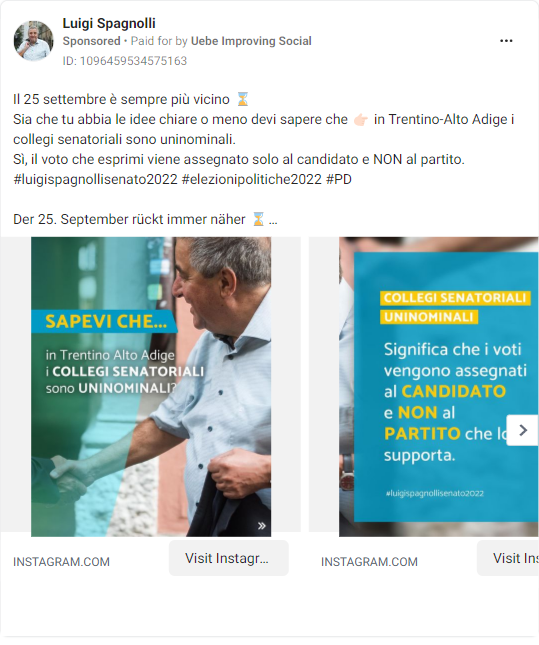 Luigi Spagnolli
Sponsored • Paid for by Uebe Improving Social
ID: 1096459534575163
Il 25 settembre è sempre più vicino ⌛
Sia che tu abbia le idee chiare o meno devi sapere che 👉🏻 in Trentino-Alto Adige i
collegi senatoriali sono uninominali.
Sì, il voto che esprimi viene assegnato solo al candidato e NON al partito.
#luigispagnollisenato2022 #elezionipolitiche2022 #PD
Der 25. September rückt immer näher ⌛ ...
SAPEVI CHE...
in Trentino Alto Adige
i COLLEGI SENATORIALI
sono UNINOMINALI?
»
COLLEGI SENATORIALI
UNINOMINALI
Significa che i voti
vengono assegnati
al CANDIDATO
e NON al
PARTITO che lo
supporta.
#luigispagnollisenato2022
INSTAGRAM.COM
Visit Instagr...
INSTAGRAM.COM
Visit Ins